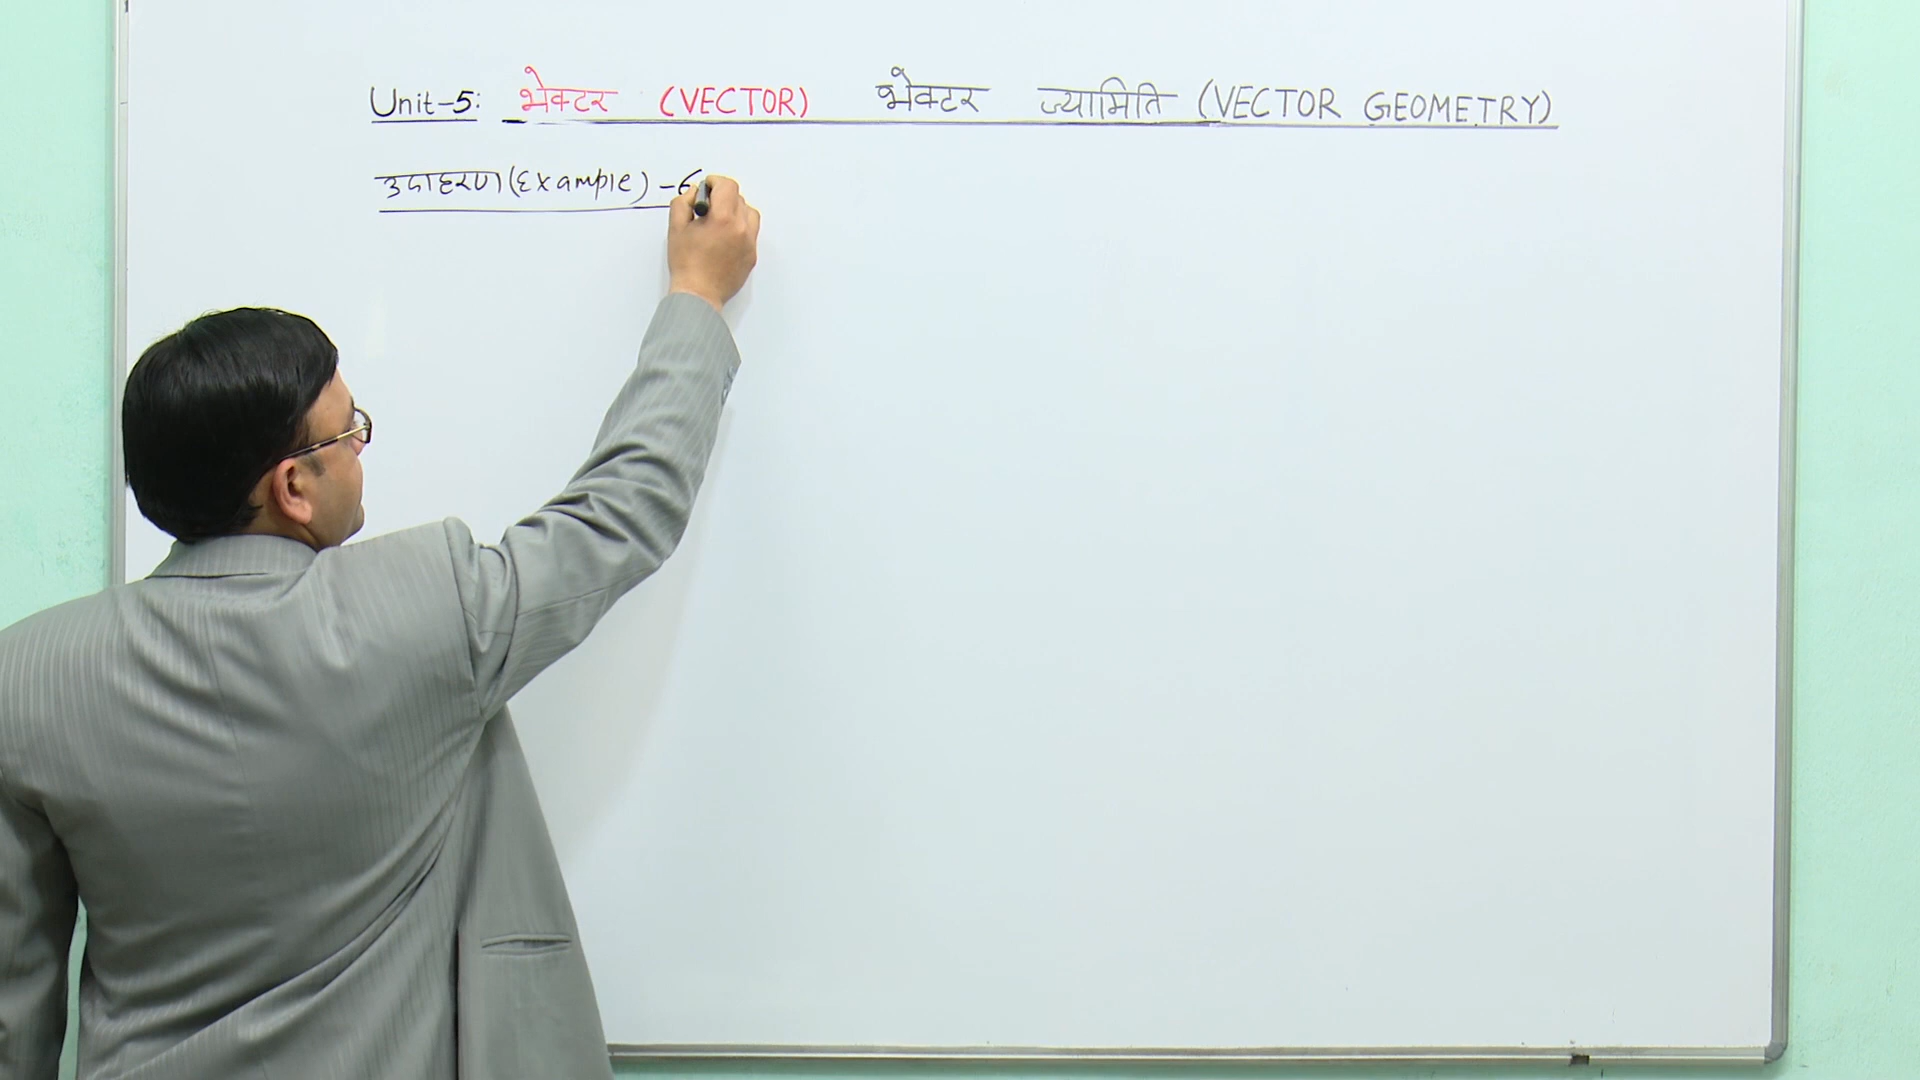 Unit-5: भेक्टर (VECTOR) भेक्टर ज्यामिति (VECTOR GEOMETRY)
उदाहरण (Example) -6